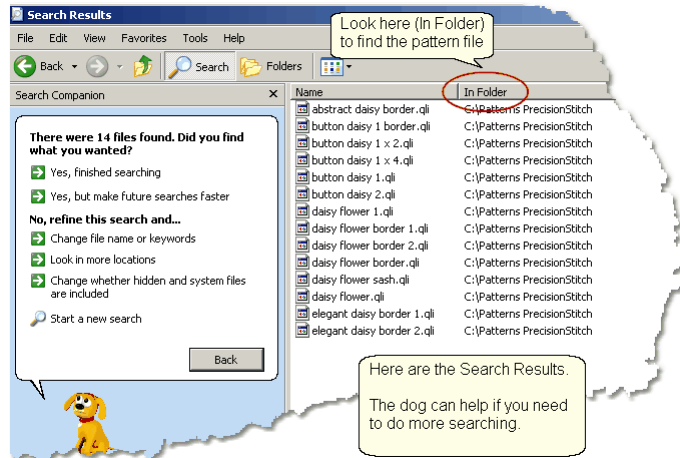 Search Results
Look here (In Folder)
to find the pattern file
File Edit View Favorites Tools Help
Back Search Folders
Search Companion ×
Name In Folder
There were 14 files found. Did you find
what you wanted?
Yes, finished searching
Yes, but make future searches faster
No, refine this search and...
Change file name or keywords
Look in more locations
Change whether hidden and system files
are included
Start a new search
Back
abstract daisy border.qli C:\Patterns PrecisionStitch
button daisy 1 border.qli C:\Patterns PrecisionStitch
button daisy 1 x 2.qli C:\Patterns PrecisionStitch
button daisy 1 x 4.qli C:\Patterns PrecisionStitch
button daisy 1.qli C:\Patterns PrecisionStitch
button daisy 2.qli C:\Patterns PrecisionStitch
daisy flower 1.qli C:\Patterns PrecisionStitch
daisy flower border 1.qli C:\Patterns PrecisionStitch
daisy flower border 2.qli C:\Patterns PrecisionStitch
daisy flower border.qli C:\Patterns PrecisionStitch
daisy flower sash.qli C:\Patterns PrecisionStitch
daisy flower.qli C:\Patterns PrecisionStitch
elegant daisy border 1.qli C:\Patterns PrecisionStitch
elegant daisy border 2.qli C:\Patterns PrecisionStitch
Here are the Search Results.
The dog can help if you need
to do more searching.